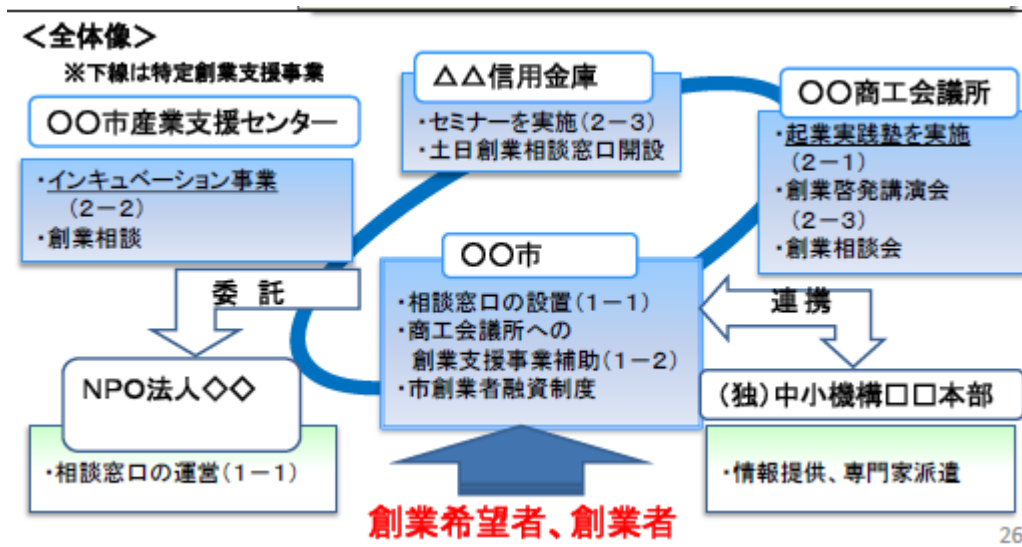 ＜全体像＞
※下線は特定創業支援事業
〇〇市産業支援センター
・インキュベーション事業
（２－２）
・創業相談
△△信用金庫
・セミナーを実施（２－３）
・土日創業相談窓口開設
〇〇商工会議所
・起業実践塾を実施
（２－１）
・創業啓発講演会
（２－３）
・創業相談会
〇〇市
・相談窓口の設置（１－１）
・商工会議所への
創業支援事業補助（１－２）
・市創業者融資制度
委 託
連 携
NPO法人◇◇
・相談窓口の運営（１－１）
（独）中小機構□□本部
・情報提供、専門家派遣
創業希望者、創業者
26